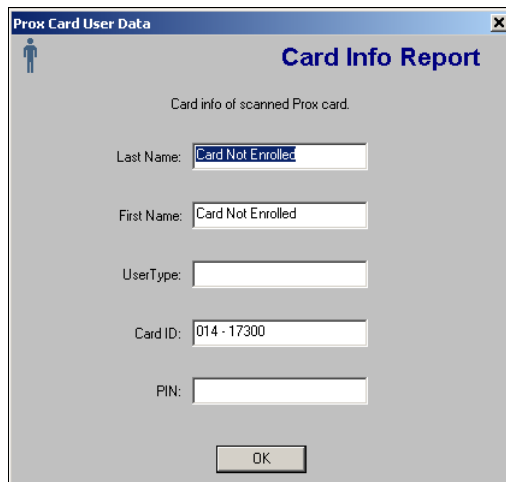 Prox Card User Data
Card Info Report
Card info of scanned Prox card.
Last Name: Card Not Enrolled
First Name: Card Not Enrolled
UserType:
Card ID: 014 - 17300
PIN:
OK